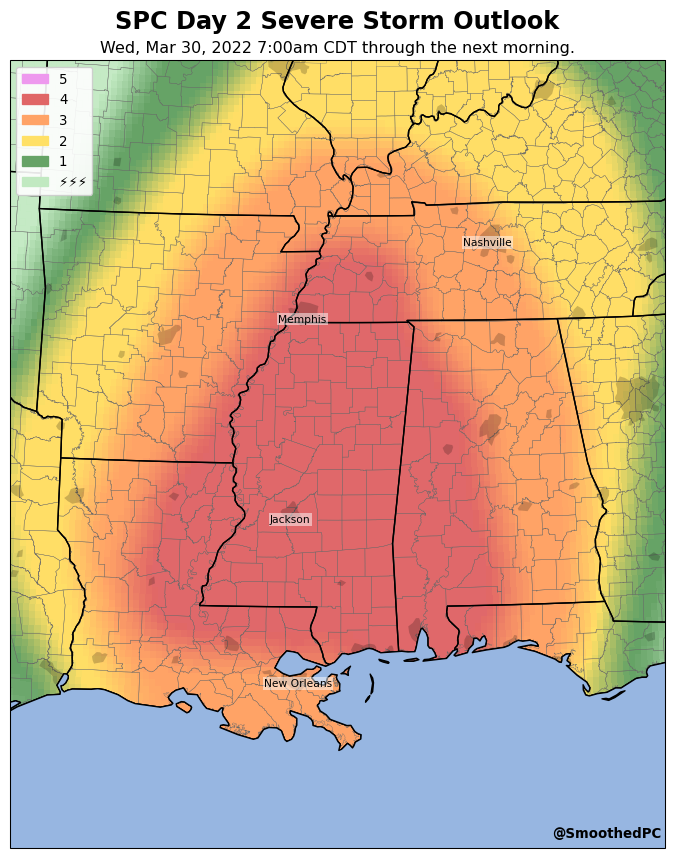 SPC Day 2 Severe Storm Outlook
Wed, Mar 30, 2022 7:00am CDT through the next morning.
5
4
3
2
1
⚡⚡⚡
Nashville
Memphis
Jackson
New Orleans
@SmoothedPC